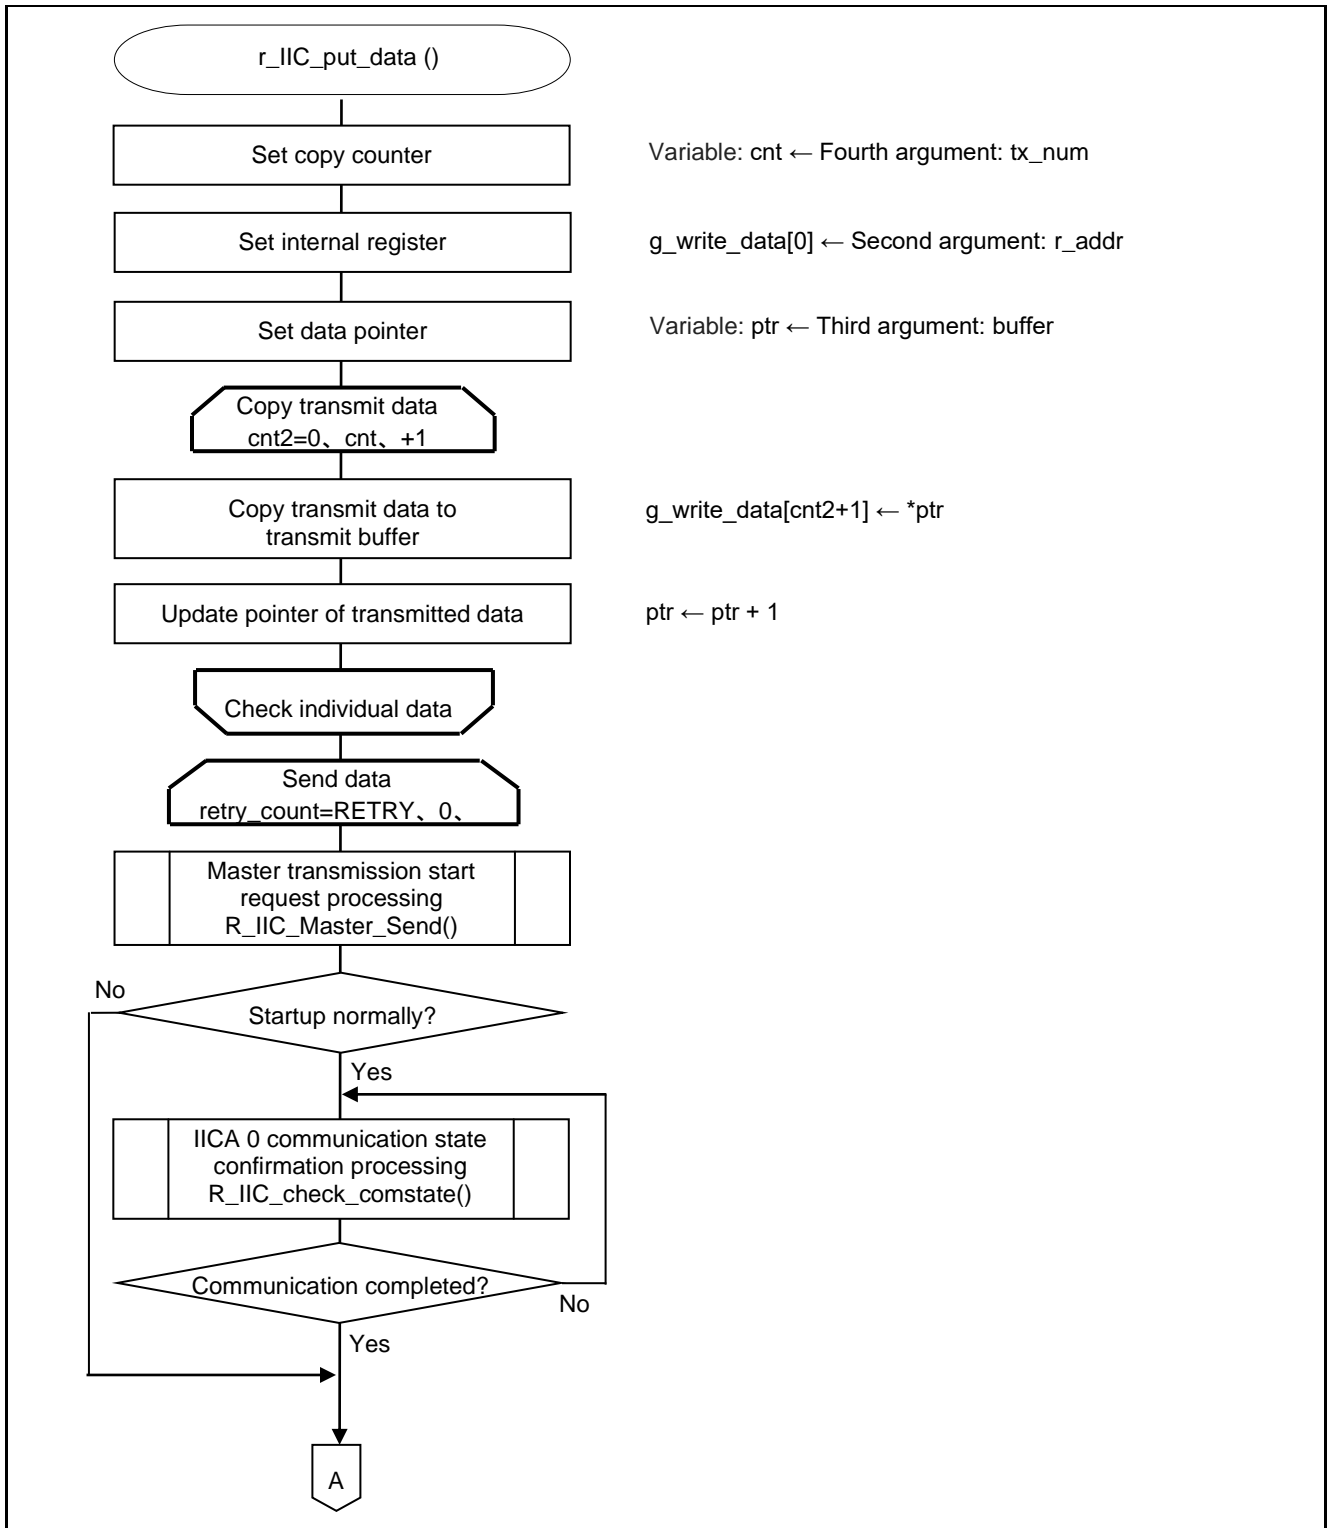 r_IIC_put_data ()
Set copy counter
Variable: cnt ← Fourth argument: tx_num
Set internal register
g_write_data[0] ← Second argument: r_addr
Set data pointer
Variable: ptr ← Third argument: buffer
Copy transmit data
cnt2=0、cnt、+1
Copy transmit data to
transmit buffer
g_write_data[cnt2+1] ← *ptr
Update pointer of transmitted data
ptr ← ptr + 1
Check individual data
Send data
retry_count=RETRY、0、
Master transmission start
request processing
R_IIC_Master_Send()
No
Startup normally?
Yes
IICA 0 communication state
confirmation processing
R_IIC_check_comstate()
Communication completed?
No
Yes
A